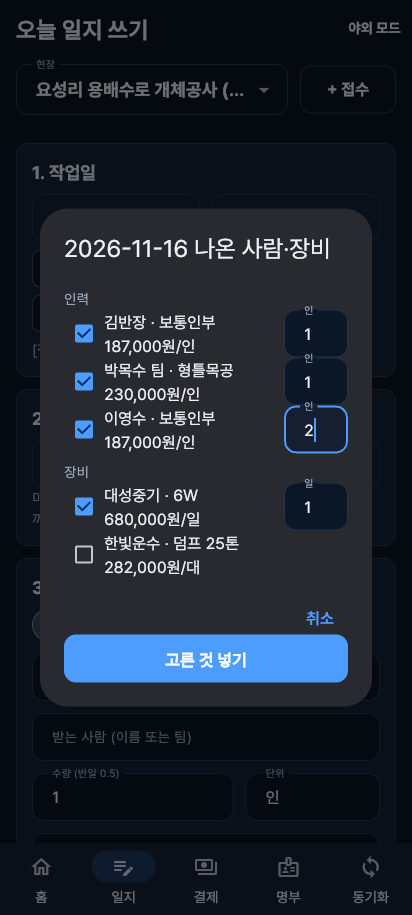 오늘 일지 쓰기
야외 모드
현장
요성리 용배수로 개체공사 (...
+ 접수
1. 작업일
2026-11-16 나온 사람·장비
인력
김반장 · 보통인부
187,000원/인
인
1
박목수 팀 · 형틀목공
230,000원/인
인
1
이영수 · 보통인부
187,000원/인
인
2
장비
대성중기 · 6W
680,000원/일
일
1
한빛운수 · 덤프 25톤
282,000원/대
취소
고른 것 넣기
받는 사람 (이름 또는 팀)
수량 (반일 0.5)
1
단위
인
홈
일지
결제
명부
동기화